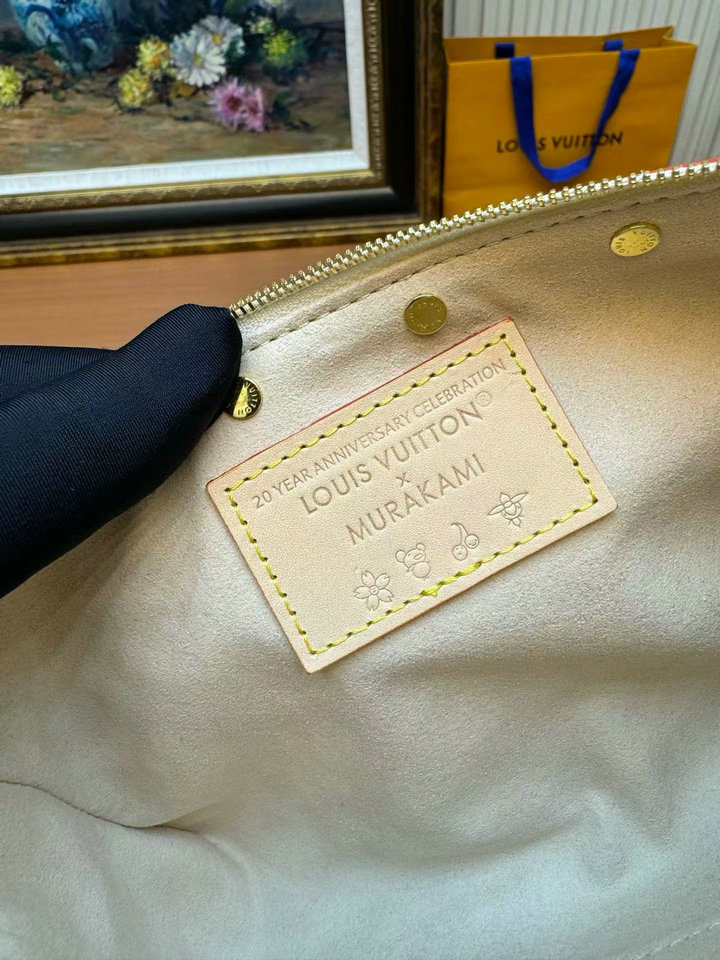 LOUIS VUITTON
20 YEAR ANNIVERSARY CELEBRATION
LOUIS VUITTON®
x
MURAKAMI